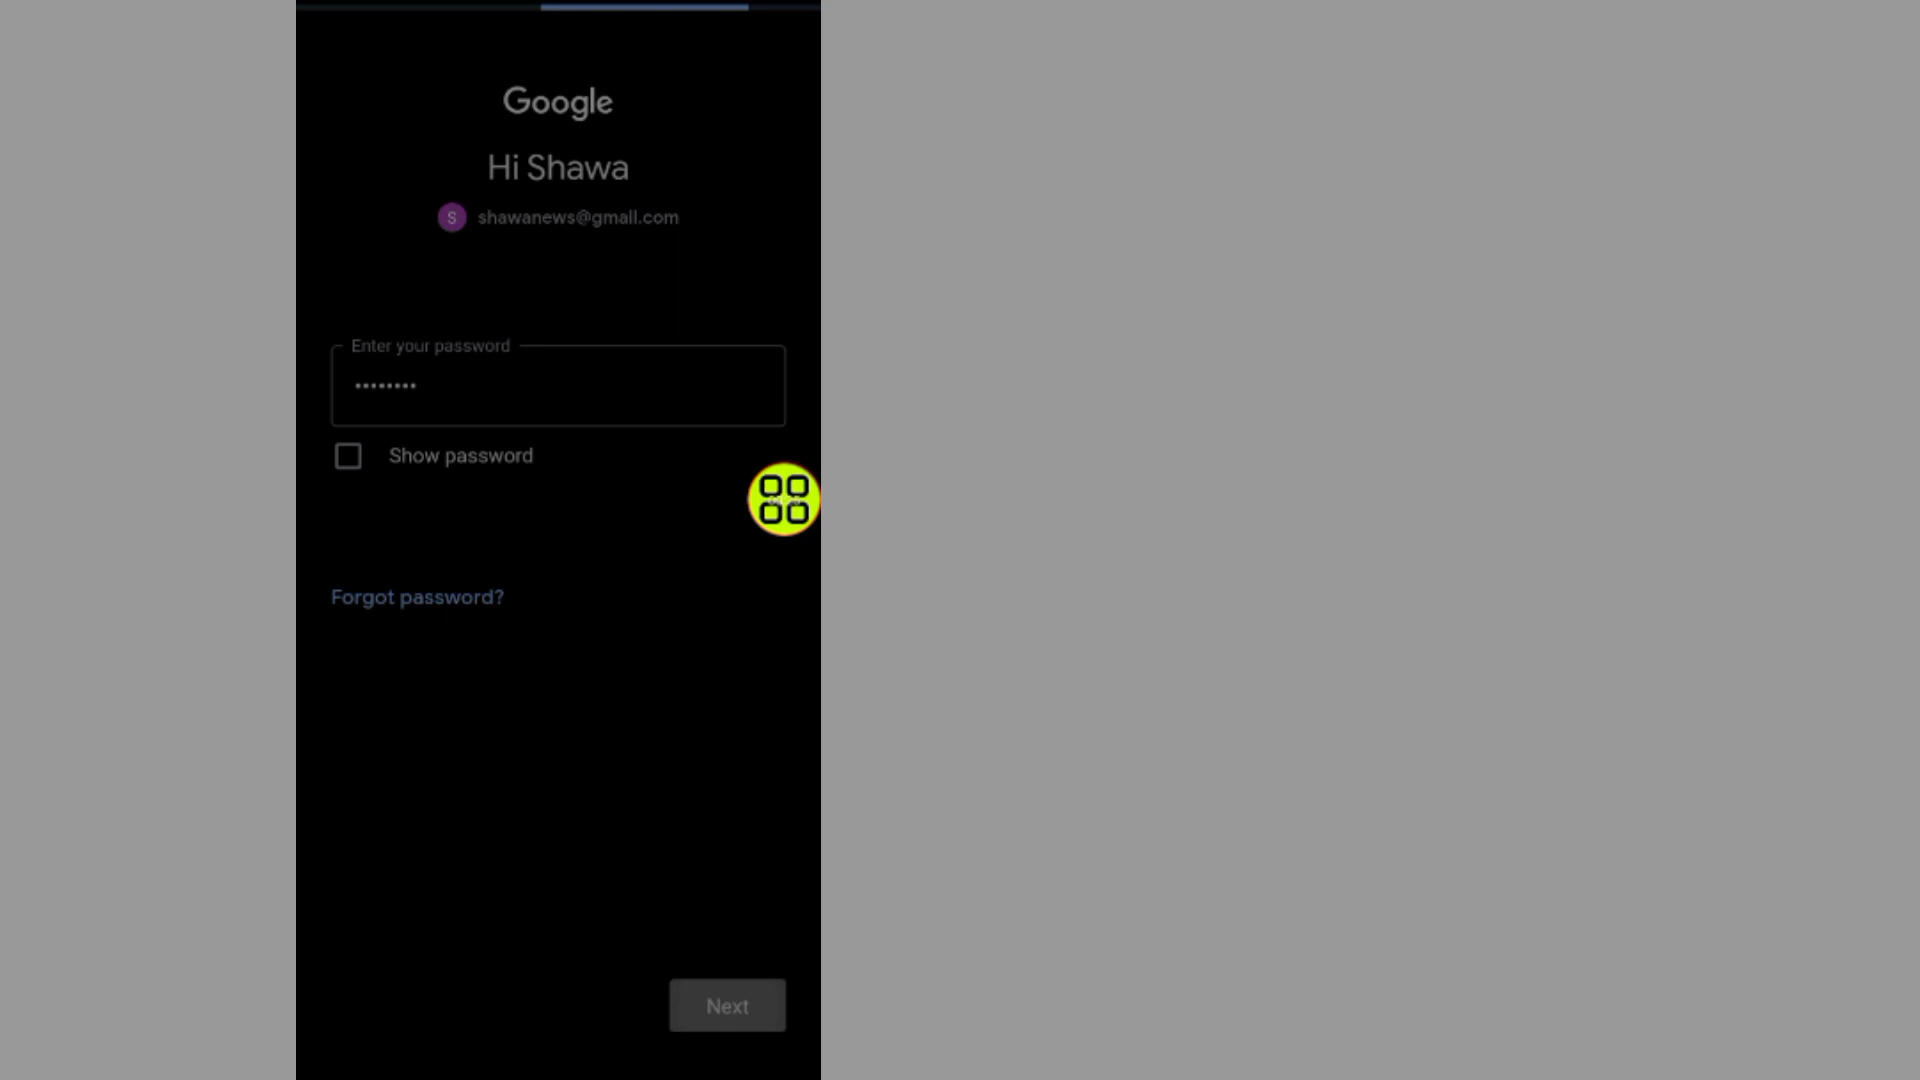 Google
Hi Shawa
S shawanews@gmail.com
Enter your password
••••••••
Show password
Forgot password?
Next